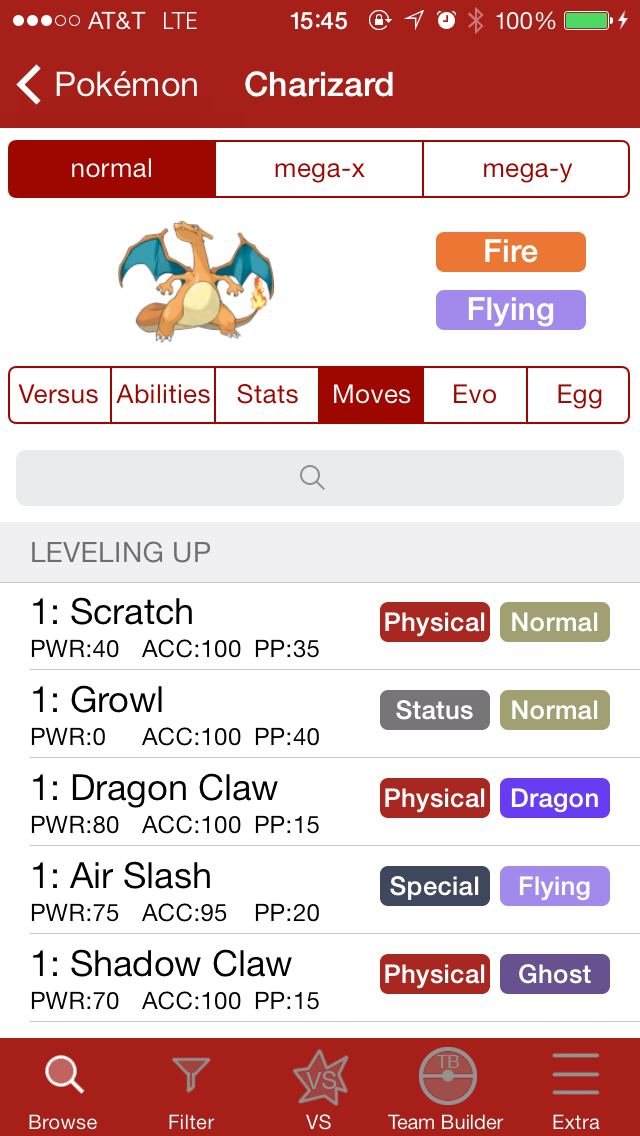 AT&T LTE 15:45 100%
Pokémon Charizard
normal mega-x mega-y
Fire
Flying
Versus Abilities Stats Moves Evo Egg
LEVELING UP
1: Scratch Physical Normal
PWR:40 ACC:100 PP:35
1: Growl Status Normal
PWR:0 ACC:100 PP:40
1: Dragon Claw Physical Dragon
PWR:80 ACC:100 PP:15
1: Air Slash Special Flying
PWR:75 ACC:95 PP:20
1: Shadow Claw Physical Ghost
PWR:70 ACC:100 PP:15
VS TB
Browse Filter VS Team Builder Extra